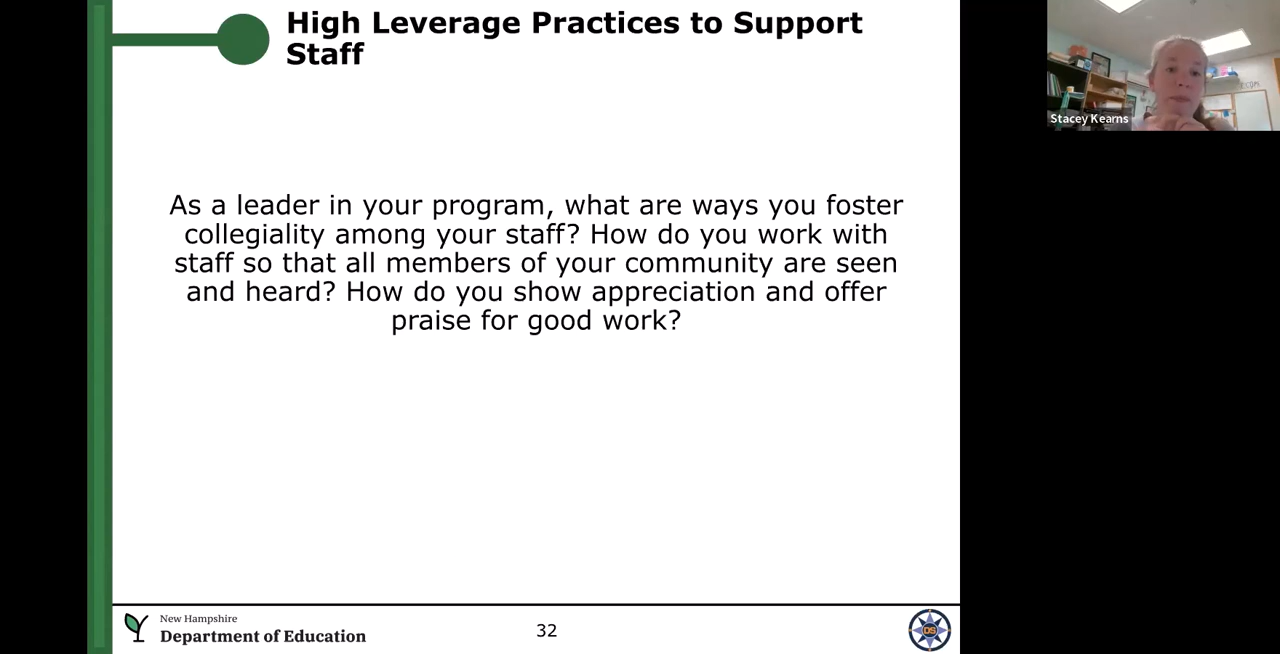 High Leverage Practices to Support
Staff
As a leader in your program, what are ways you foster
collegiality among your staff? How do you work with
staff so that all members of your community are seen
and heard? How do you show appreciation and offer
praise for good work?
New Hampshire
Department of Education
32
OS
Stacey Kearns